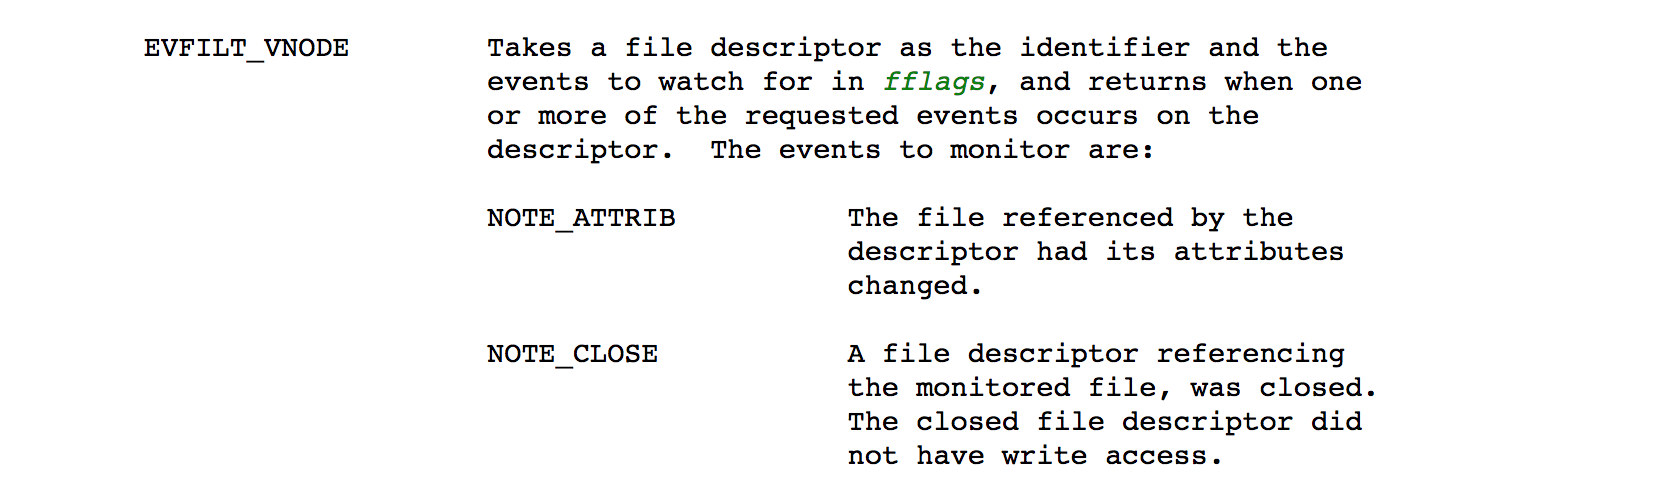 EVFILT_VNODE Takes a file descriptor as the identifier and the
events to watch for in fflags, and returns when one
or more of the requested events occurs on the
descriptor. The events to monitor are:
NOTE_ATTRIB The file referenced by the
descriptor had its attributes
changed.
NOTE_CLOSE A file descriptor referencing
the monitored file, was closed.
The closed file descriptor did
not have write access.